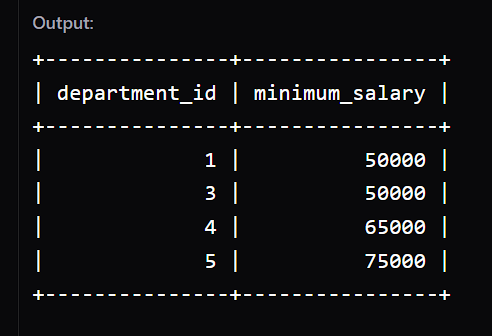 Output:
+---------------+----------------+
| department_id | minimum_salary |
+---------------+----------------+
|             1 |          50000 |
|             3 |          50000 |
|             4 |          65000 |
|             5 |          75000 |
+---------------+----------------+